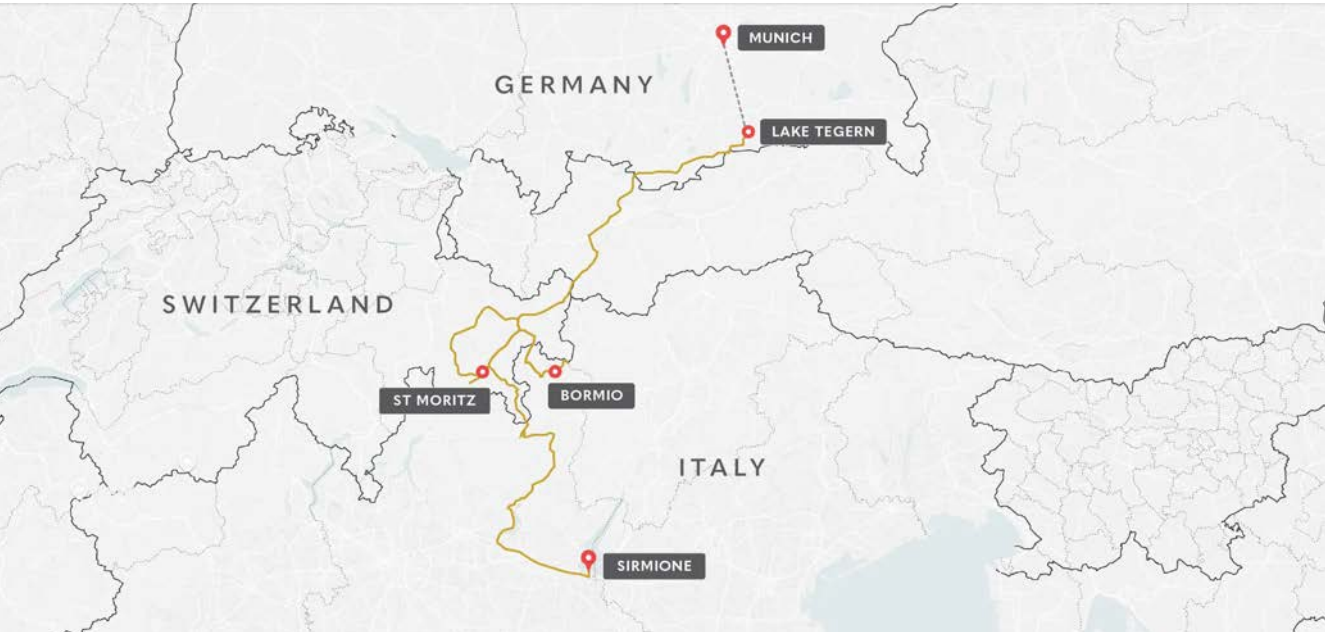 MUNICH
GERMANY
LAKE TEGERN
SWITZERLAND
ST MORITZ
BORMIO
ITALY
SIRMIONE